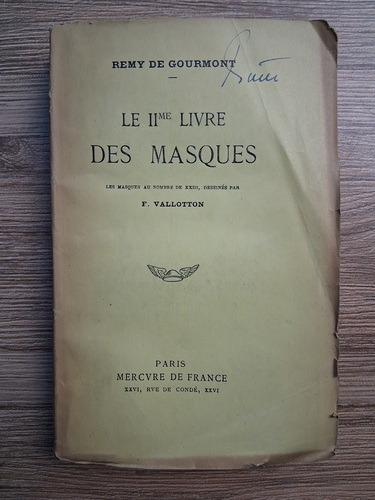 REMY DE GOURMONT
LE IIME LIVRE
DES MASQUES
LES MASQUES AU NOMBRE DE XXIII, DESSINÉS PAR
F. VALLOTTON
PARIS
MERCVRE DE FRANCE
XXVI, RVE DE CONDÉ, XXVI